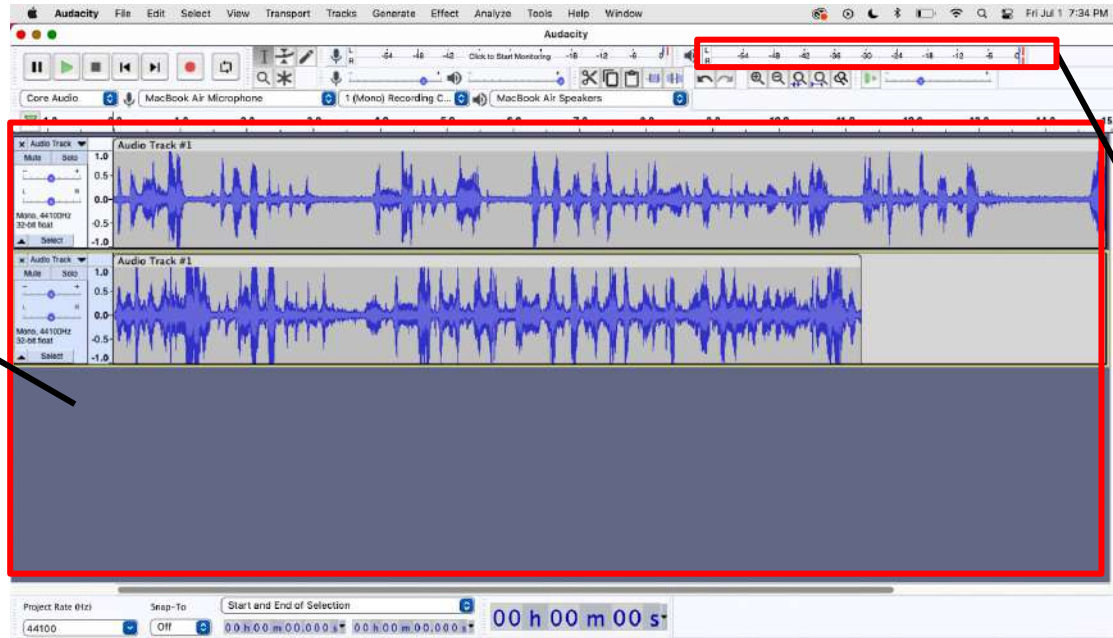 Audacity File Edit Select View Transport Tracks Generate Effect Analyze Tools Help Window Fri Jul 1 7:34 PM
Audacity
L R -54 -48 -42 Click to Start Monitoring -18 -12 -6 0 L R -54 -48 -42 -36 -30 -24 -18 -12 -6 0
Core Audio MacBook Air Microphone 1 (Mono) Recording C... MacBook Air Speakers
× Audio Track Audio Track #1
Mute Solo 1.0
- + 0.5
L R 0.0
Mono, 44100Hz
32-bit float -0.5
Select -1.0
× Audio Track Audio Track #1
Mute Solo 1.0
- + 0.5
L R 0.0
Mono, 44100Hz
32-bit float -0.5
Select -1.0
Project Rate (Hz) Snap-To Start and End of Selection
44100 Off 00 h 00 m 00.000 s 00 h 00 m 00.000 s 00 h 00 m 00 s